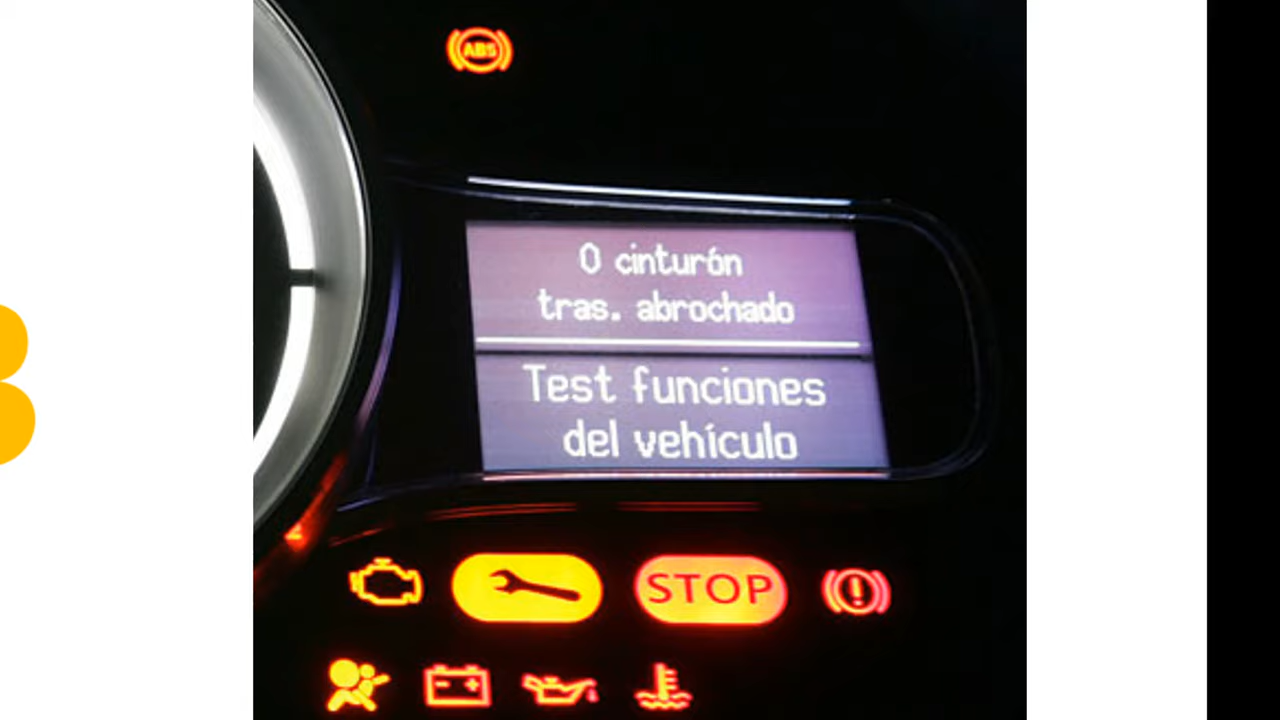 ABS
0 cinturón
tras. abrochado
Test funciones
del vehículo
STOP